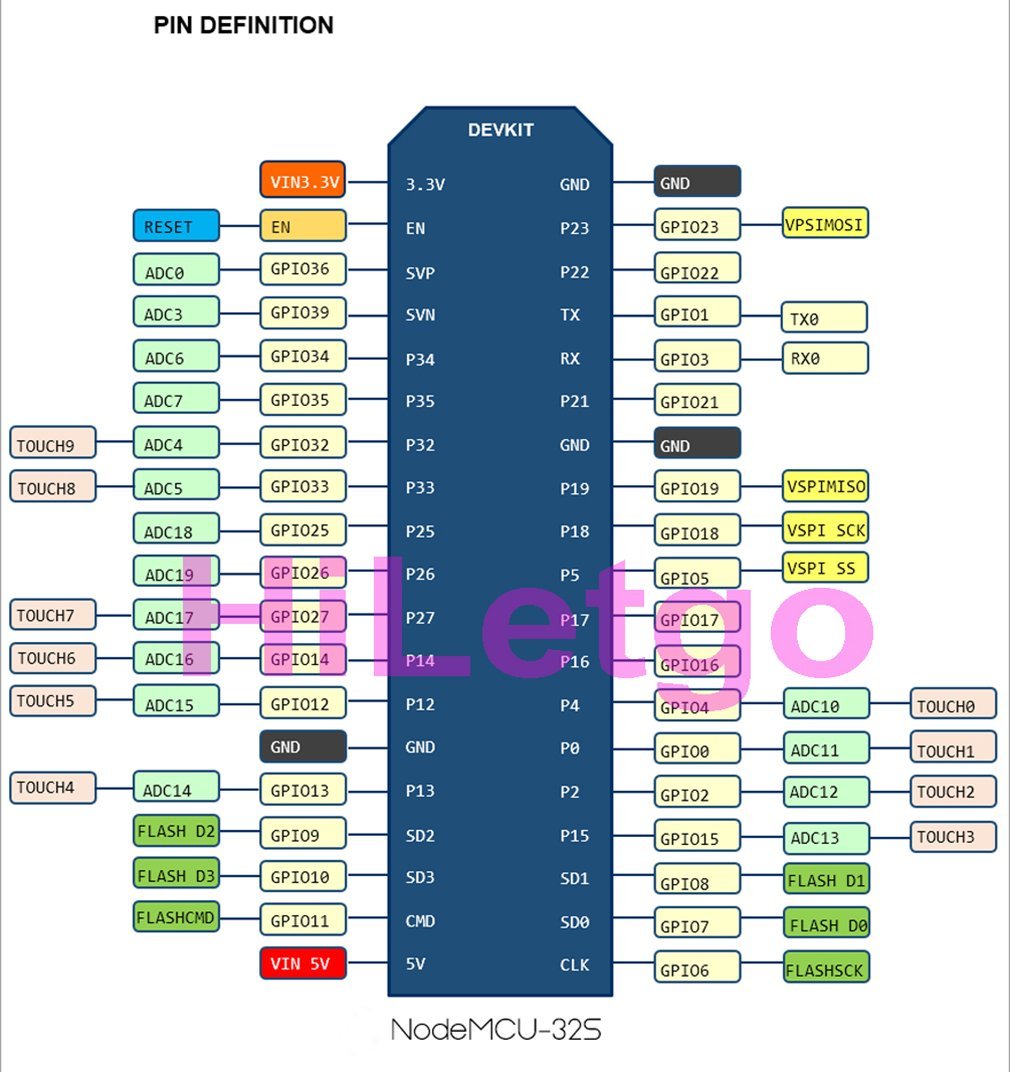 PIN DEFINITION
DEVKIT
VIN3.3V 3.3V GND GND
RESET EN EN P23 GPIO23 VPSIMOSI
ADC0 GPIO36 SVP P22 GPIO22
ADC3 GPIO39 SVN TX GPIO1 TX0
ADC6 GPIO34 P34 RX GPIO3 RX0
ADC7 GPIO35 P35 P21 GPIO21
TOUCH9 ADC4 GPIO32 P32 GND GND
TOUCH8 ADC5 GPIO33 P33 P19 GPIO19 VSPIMISO
ADC18 GPIO25 P25 P18 GPIO18 VSPI SCK
ADC19 GPIO26 P26 P5 GPIO5 VSPI SS
TOUCH7 ADC17 GPIO27 P27 P17 GPIO17
HiLetgo
TOUCH6 ADC16 GPIO14 P14 P16 GPIO16
TOUCH5 ADC15 GPIO12 P12 P4 GPIO4 ADC10 TOUCH0
GND GND P0 GPIO0 ADC11 TOUCH1
TOUCH4 ADC14 GPIO13 P13 P2 GPIO2 ADC12 TOUCH2
FLASH D2 GPIO9 SD2 P15 GPIO15 ADC13 TOUCH3
FLASH D3 GPIO10 SD3 SD1 GPIO8 FLASH D1
FLASHCMD GPIO11 CMD SD0 GPIO7 FLASH D0
VIN 5V 5V CLK GPIO6 FLASHSCK
NodeMCU-32S